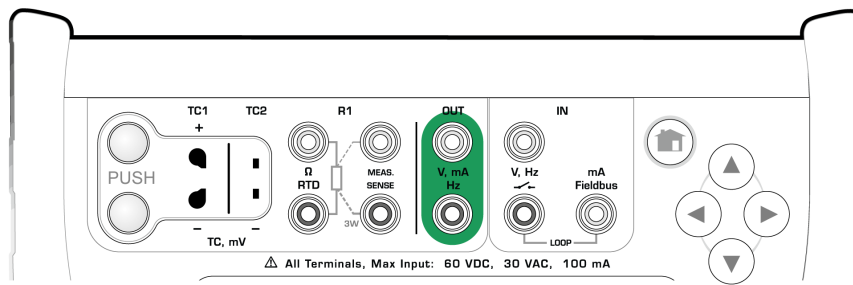 TC1 TC2 R1 OUT IN
+
PUSH
Ω MEAS. V, mA V, Hz mA
RTD SENSE Hz Fieldbus
3W
– –
TC, mV LOOP
⚠ All Terminals, Max Input: 60 VDC, 30 VAC, 100 mA